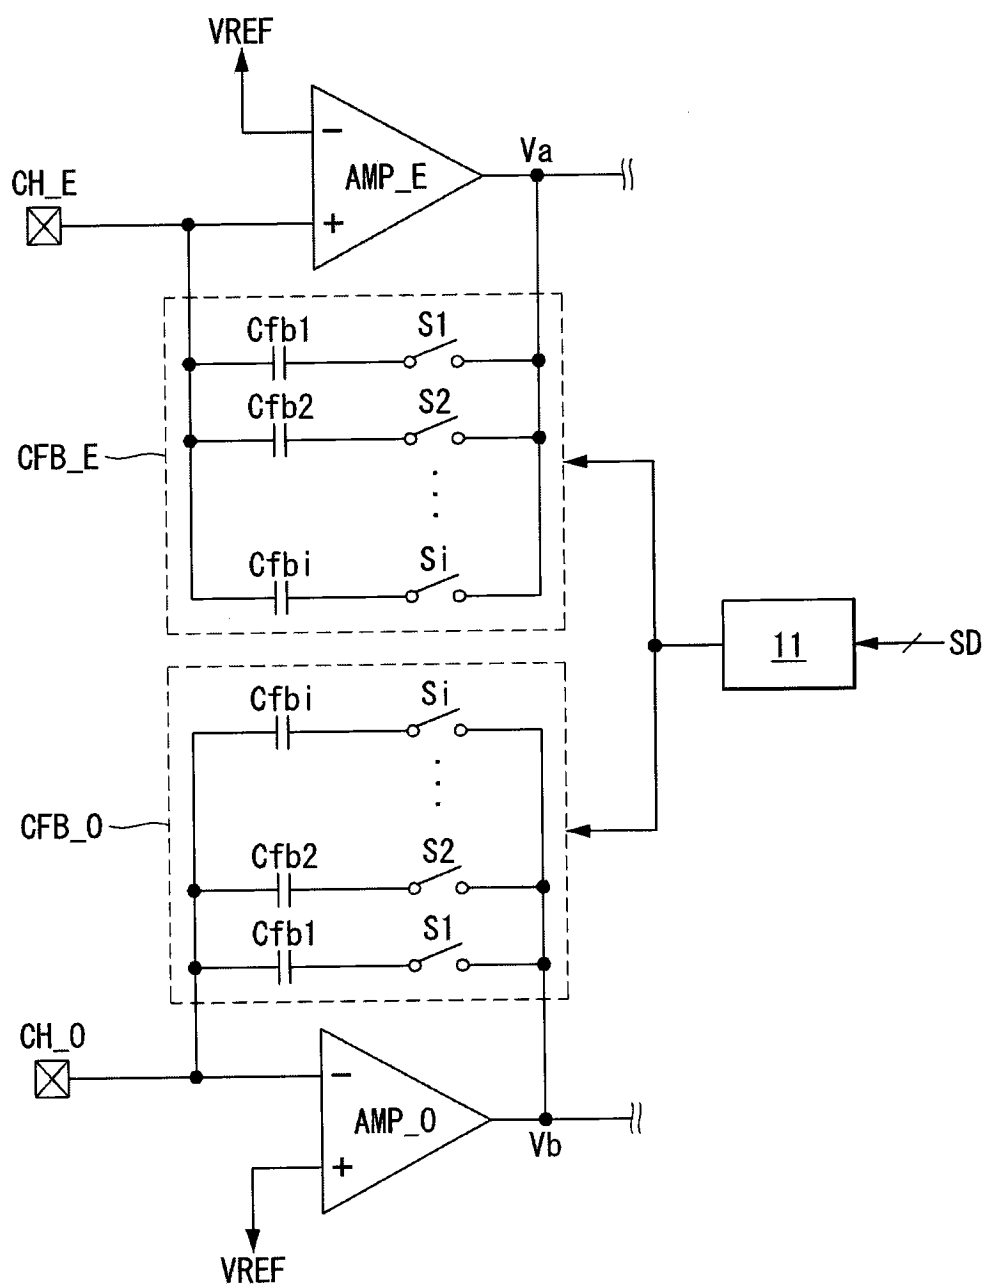 VREF
−
AMP_E
Va
CH_E
+
Cfb1
S1
Cfb2
S2
CFB_E
Cfbi
Si
11
SD
Cfbi
Si
CFB_O
Cfb2
S2
Cfb1
S1
CH_O
−
AMP_O
Vb
+
VREF